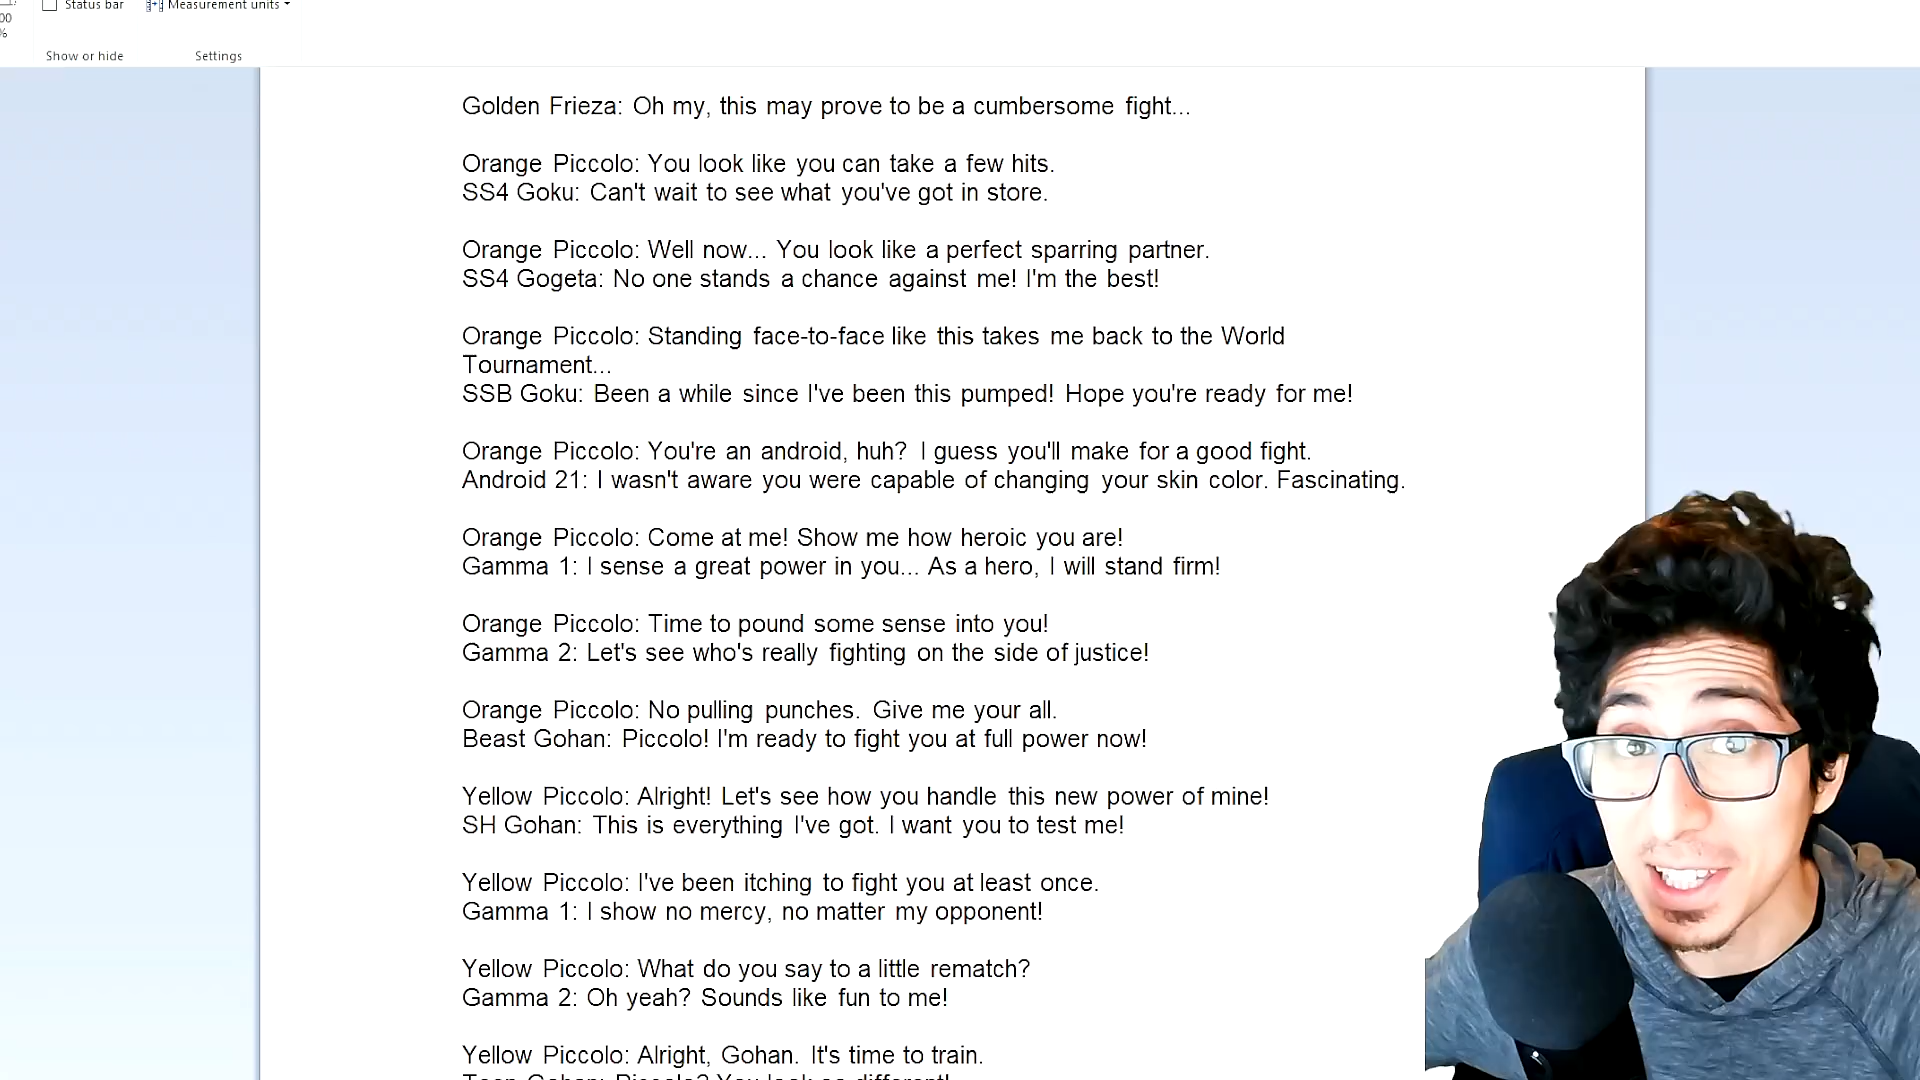 00
%
Status bar
Measurement units
Show or hide
Settings
Golden Frieza: Oh my, this may prove to be a cumbersome fight...
Orange Piccolo: You look like you can take a few hits.
SS4 Goku: Can't wait to see what you've got in store.
Orange Piccolo: Well now... You look like a perfect sparring partner.
SS4 Gogeta: No one stands a chance against me! I'm the best!
Orange Piccolo: Standing face-to-face like this takes me back to the World
Tournament...
SSB Goku: Been a while since I've been this pumped! Hope you're ready for me!
Orange Piccolo: You're an android, huh? I guess you'll make for a good fight.
Android 21: I wasn't aware you were capable of changing your skin color. Fascinating.
Orange Piccolo: Come at me! Show me how heroic you are!
Gamma 1: I sense a great power in you... As a hero, I will stand firm!
Orange Piccolo: Time to pound some sense into you!
Gamma 2: Let's see who's really fighting on the side of justice!
Orange Piccolo: No pulling punches. Give me your all.
Beast Gohan: Piccolo! I'm ready to fight you at full power now!
Yellow Piccolo: Alright! Let's see how you handle this new power of mine!
SH Gohan: This is everything I've got. I want you to test me!
Yellow Piccolo: I've been itching to fight you at least once.
Gamma 1: I show no mercy, no matter my opponent!
Yellow Piccolo: What do you say to a little rematch?
Gamma 2: Oh yeah? Sounds like fun to me!
Yellow Piccolo: Alright, Gohan. It's time to train.
Teen Gohan: Piccolo? You look so different!